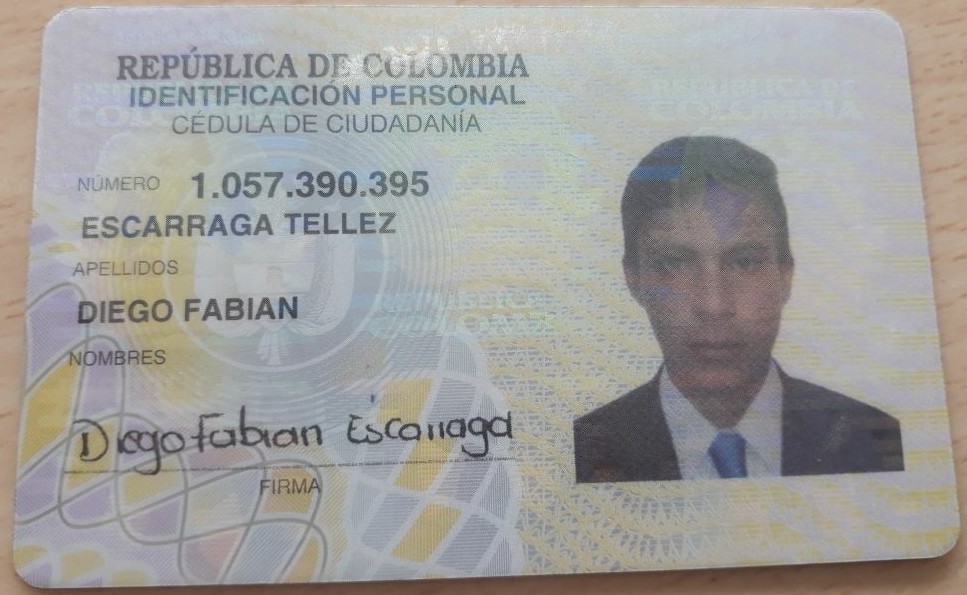 REPÚBLICA DE COLOMBIA
IDENTIFICACIÓN PERSONAL
CÉDULA DE CIUDADANÍA
NÚMERO 1.057.390.395
ESCARRAGA TELLEZ
APELLIDOS
DIEGO FABIAN
NOMBRES
Diego Fabian Escarraga
FIRMA